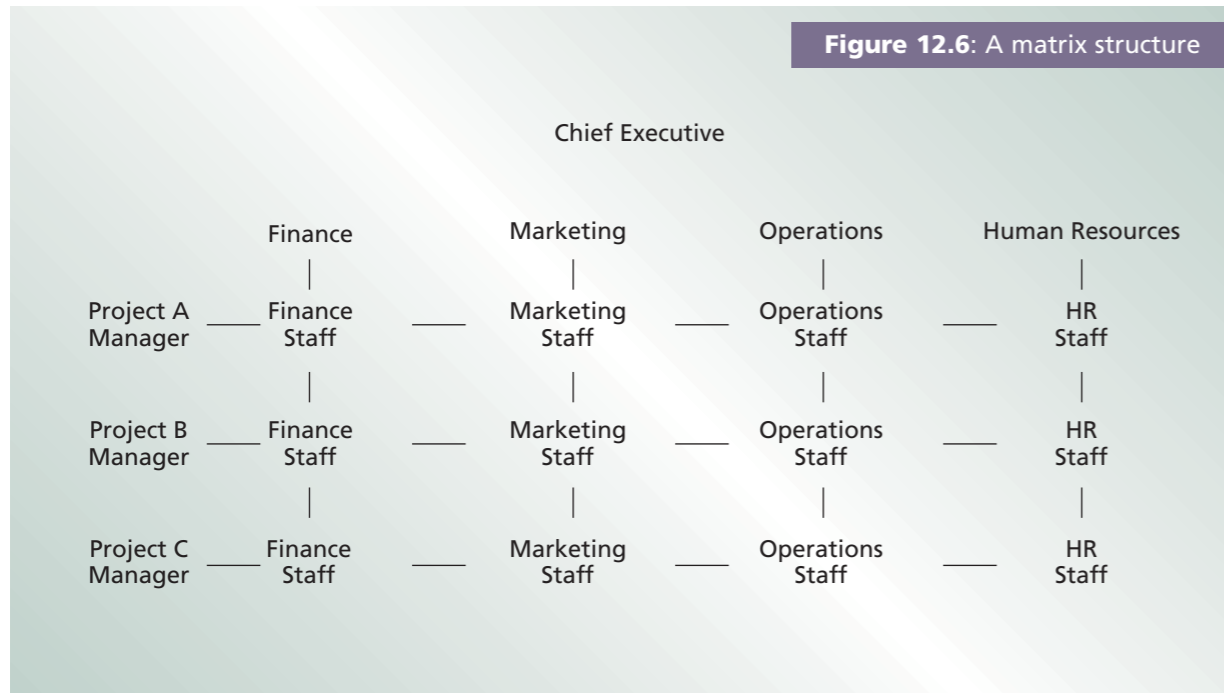 Figure 12.6: A matrix structure
Chief Executive
Finance Marketing Operations Human Resources
Project A Finance Marketing Operations HR
Manager Staff Staff Staff Staff
Project B Finance Marketing Operations HR
Manager Staff Staff Staff Staff
Project C Finance Marketing Operations HR
Manager Staff Staff Staff Staff